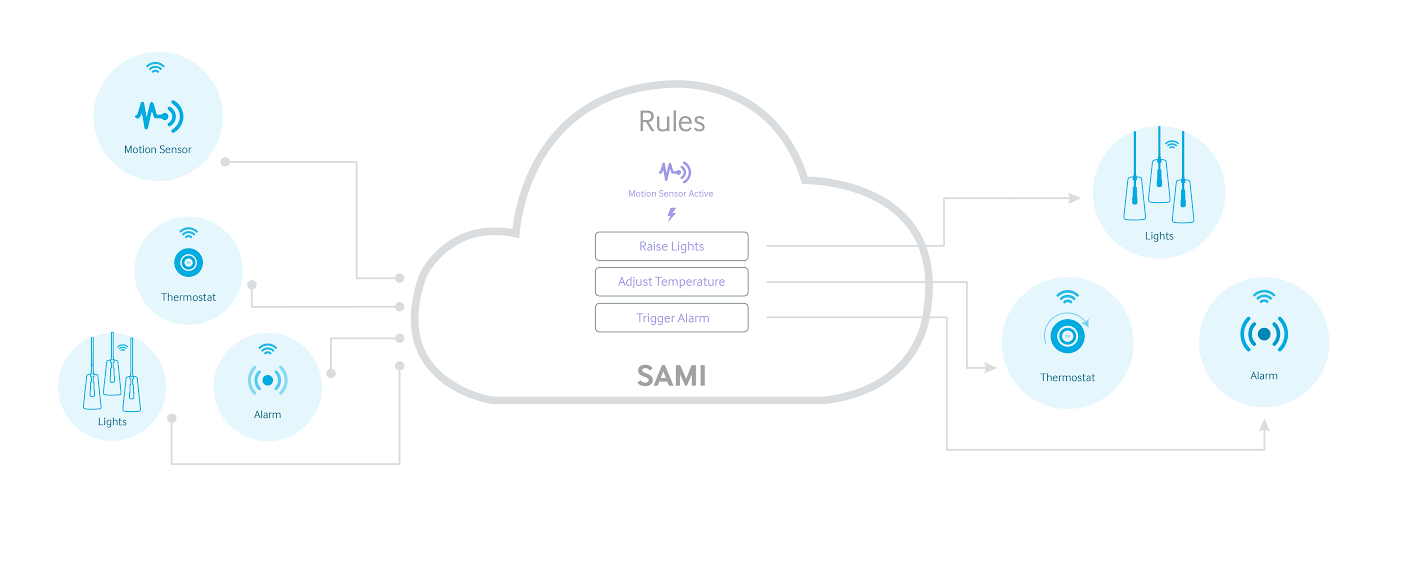 Motion Sensor
Thermostat
Lights
Alarm
Rules
Motion Sensor Active
Raise Lights
Adjust Temperature
Trigger Alarm
SAMI
Lights
Thermostat
Alarm